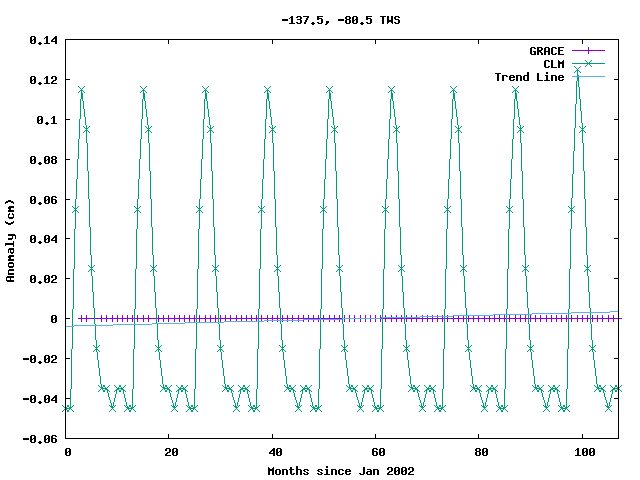 -137.5, -80.5 TWS
GRACE
CLM
Trend Line
0.14
0.12
0.1
0.08
0.06
0.04
0.02
0
-0.02
-0.04
-0.06
Anomaly (cm)
0 20 40 60 80 100
Months since Jan 2002